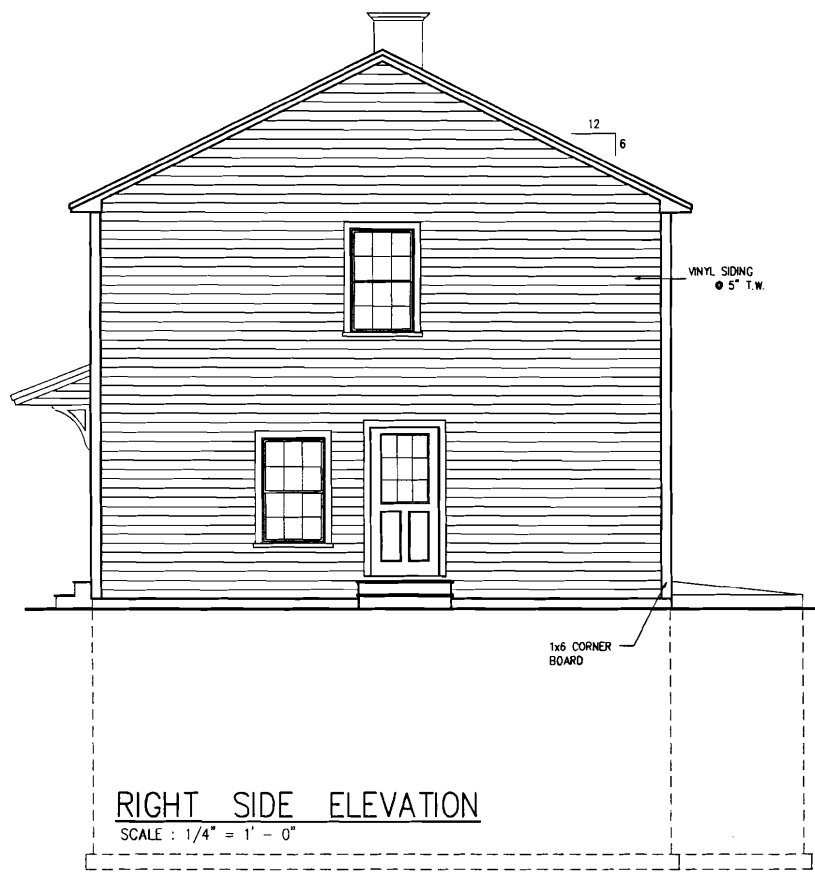 12
6
VINYL SIDING
@ 5" T.W.
1x6 CORNER
BOARD
RIGHT SIDE ELEVATION
SCALE : 1/4" = 1' - 0"